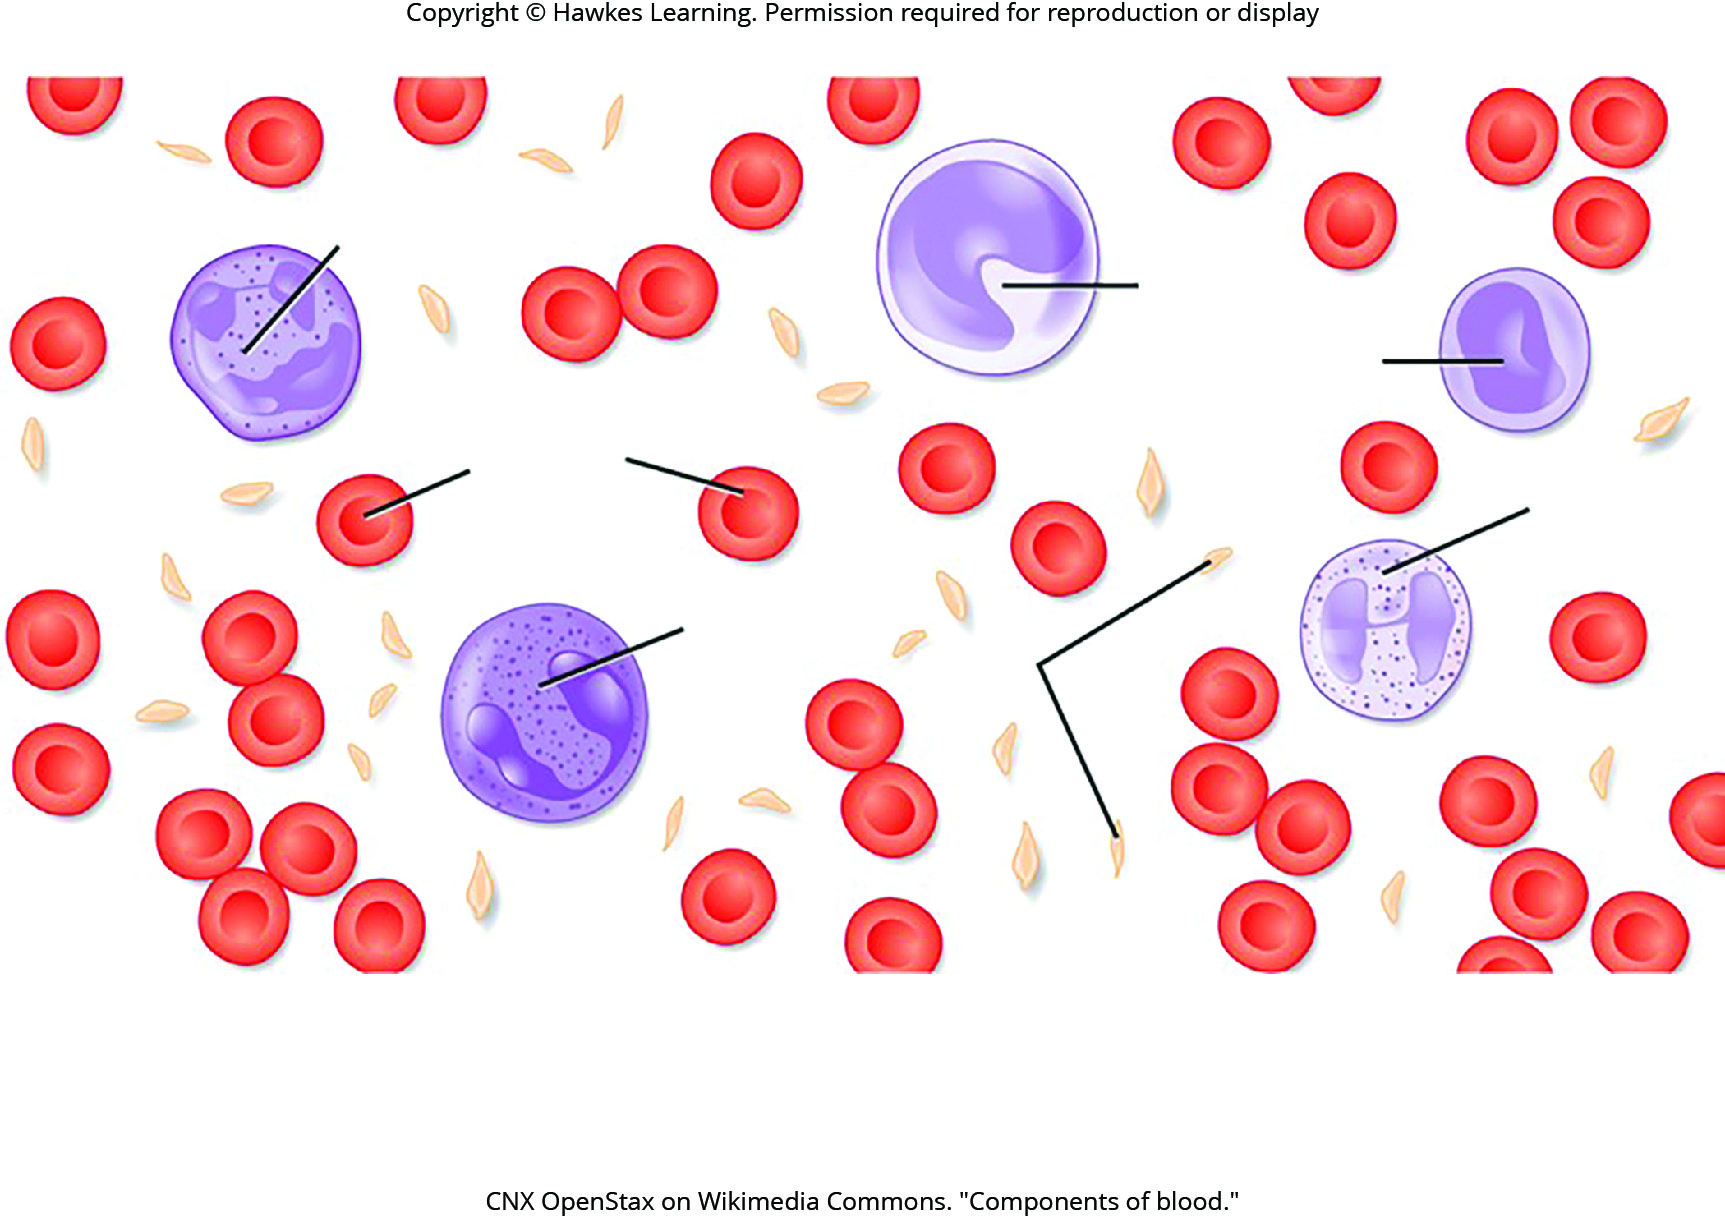 Copyright © Hawkes Learning. Permission required for reproduction or display
CNX OpenStax on Wikimedia Commons. "Components of blood."